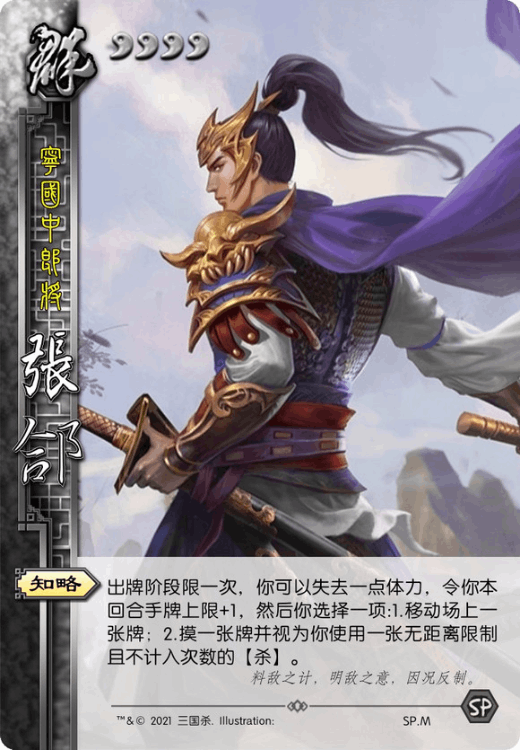 群
寧國中郎將
張郃
知略
出牌阶段限一次，你可以失去一点体力，令你本
回合手牌上限+1，然后你选择一项:1.移动场上一
张牌；2.摸一张牌并视为你使用一张无距离限制
且不计入次数的【杀】。
料敌之计，明敌之意，因况反制。
™&© 2021 三国杀. Illustration:
SP.M
SP